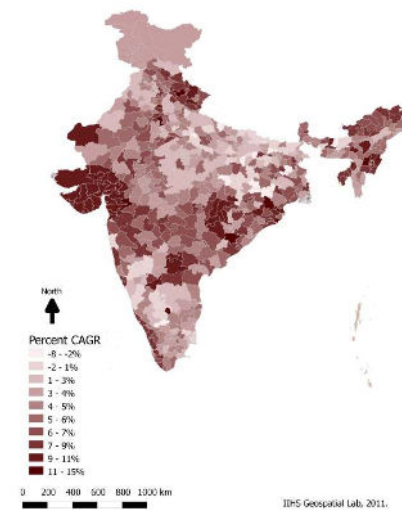 North
Percent CAGR
-8 - -2%
-2 - 1%
1 - 3%
3 - 4%
4 - 5%
5 - 6%
6 - 7%
7 - 9%
9 - 11%
11 - 15%
0 200 400 600 800 1000 km
IIHS Geospatial Lab, 2011.